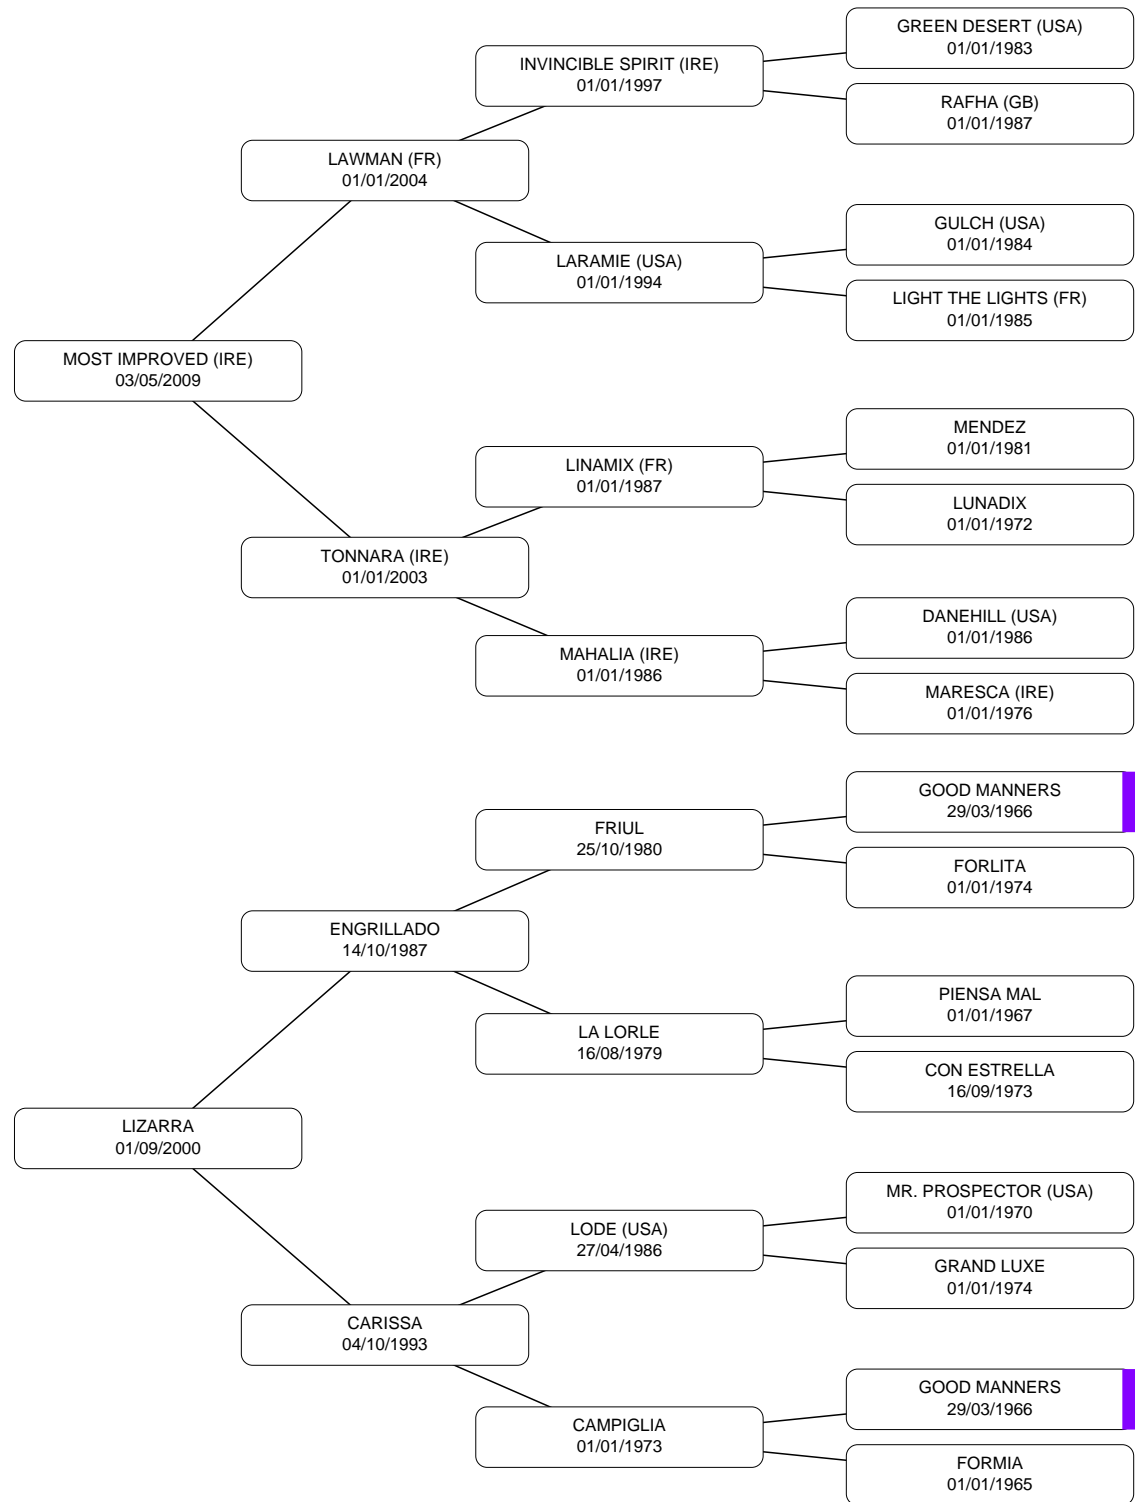 GREEN DESERT (USA)
01/01/1983
INVINCIBLE SPIRIT (IRE)
01/01/1997
RAFHA (GB)
01/01/1987
LAWMAN (FR)
01/01/2004
GULCH (USA)
01/01/1984
LARAMIE (USA)
01/01/1994
LIGHT THE LIGHTS (FR)
01/01/1985
MOST IMPROVED (IRE)
03/05/2009
MENDEZ
01/01/1981
LINAMIX (FR)
01/01/1987
LUNADIX
01/01/1972
TONNARA (IRE)
01/01/2003
DANEHILL (USA)
01/01/1986
MAHALIA (IRE)
01/01/1986
MARESCA (IRE)
01/01/1976
GOOD MANNERS
29/03/1966
FRIUL
25/10/1980
FORLITA
01/01/1974
ENGRILLADO
14/10/1987
PIENSA MAL
01/01/1967
LA LORLE
16/08/1979
CON ESTRELLA
16/09/1973
LIZARRA
01/09/2000
MR. PROSPECTOR (USA)
01/01/1970
LODE (USA)
27/04/1986
GRAND LUXE
01/01/1974
CARISSA
04/10/1993
GOOD MANNERS
29/03/1966
CAMPIGLIA
01/01/1973
FORMIA
01/01/1965